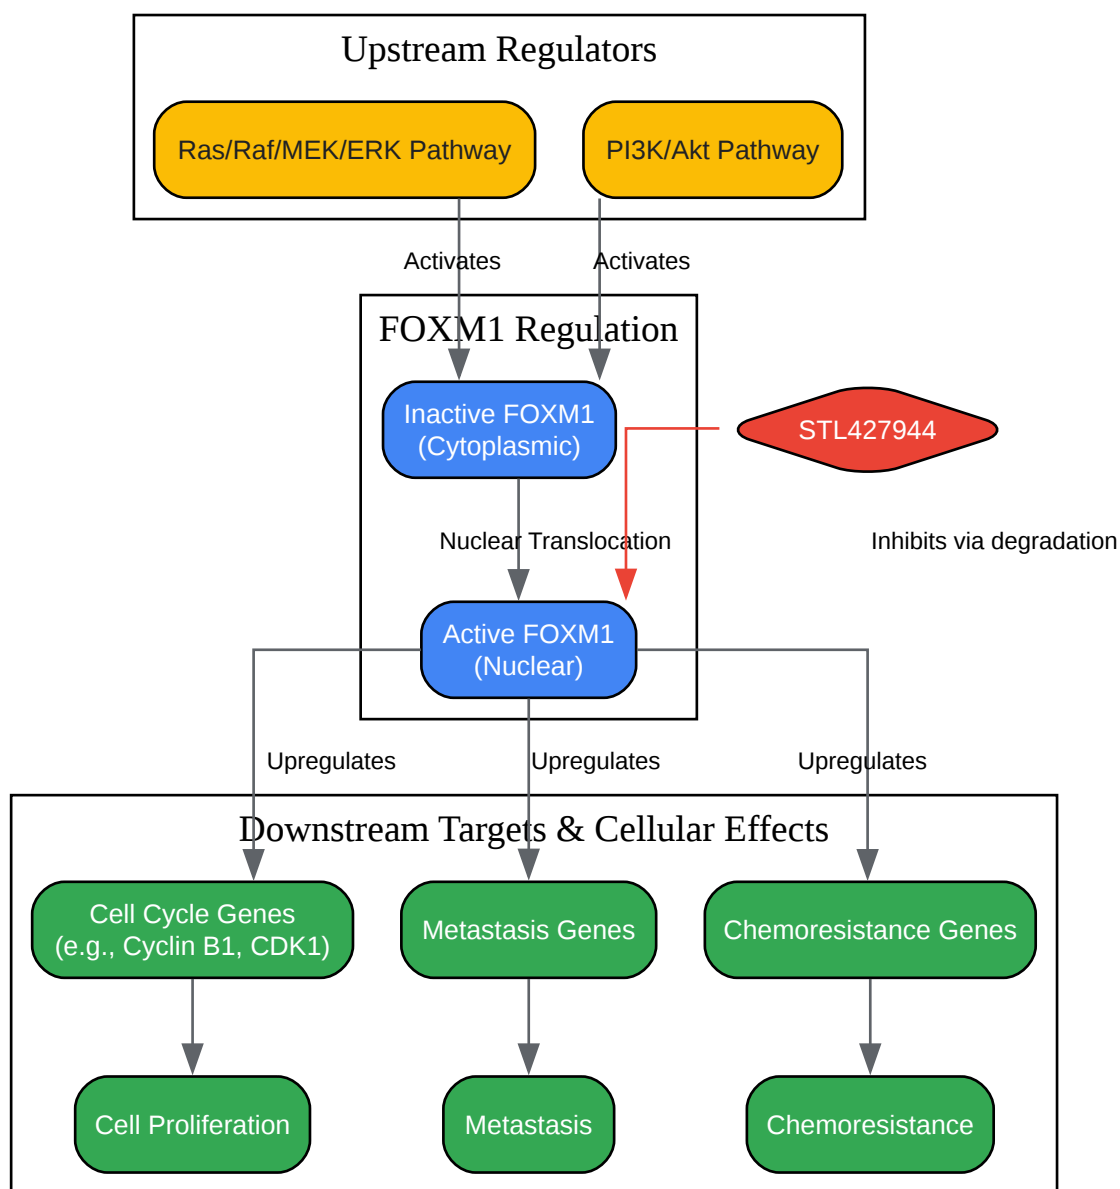 Upstream Regulators
Ras/Raf/MEK/ERK Pathway
PI3K/Akt Pathway
Activates
Activates
FOXM1 Regulation
Inactive FOXM1
(Cytoplasmic)
STL427944
Nuclear Translocation
Inhibits via degradation
Active FOXM1
(Nuclear)
Upregulates
Upregulates
Upregulates
Downstream Targets & Cellular Effects
Cell Cycle Genes
(e.g., Cyclin B1, CDK1)
Metastasis Genes
Chemoresistance Genes
Cell Proliferation
Metastasis
Chemoresistance